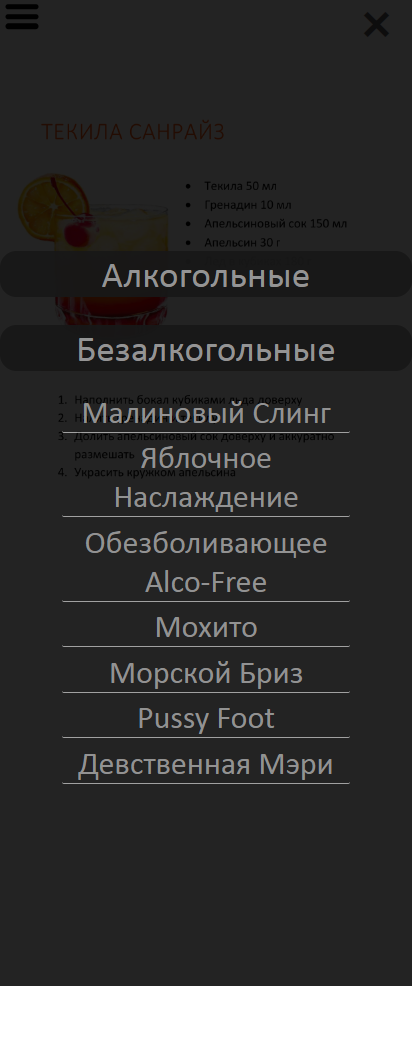 ТЕКИЛА САНРАЙЗ
Текила 50 мл
Гренадин 10 мл
Апельсиновый сок 150 мл
Апельсин 30 г
Алкогольные
Безалкогольные
1. Наполнить бокал кубиками льда доверху
2.
Малиновый Слинг
3. Долить апельсиновый сок доверху и аккуратно
размешать
Яблочное
4. Украсить кружком апельсина
Наслаждение
Обезболивающее
Alco-Free
Мохито
Морской Бриз
Pussy Foot
Девственная Мэри